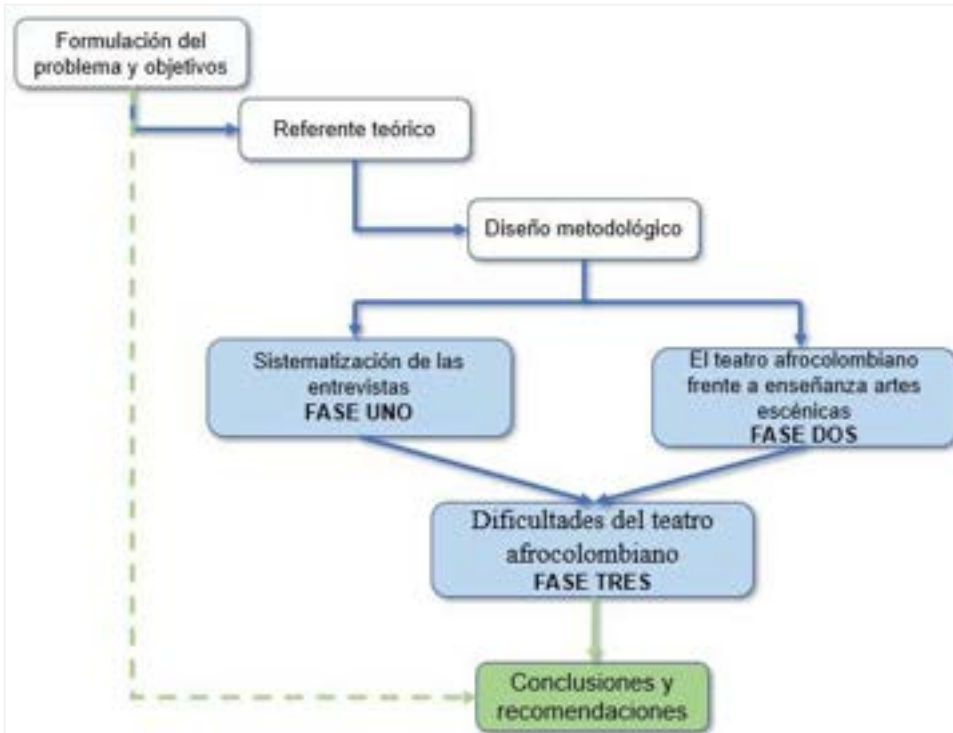 Formulación del
problema y objetivos
Referente teórico
Diseño metodológico
Sistematización de las
entrevistas
FASE UNO
El teatro afrocolombiano
frente a enseñanza artes
escénicas
FASE DOS
Dificultades del teatro
afrocolombiano
FASE TRES
Conclusiones y
recomendaciones